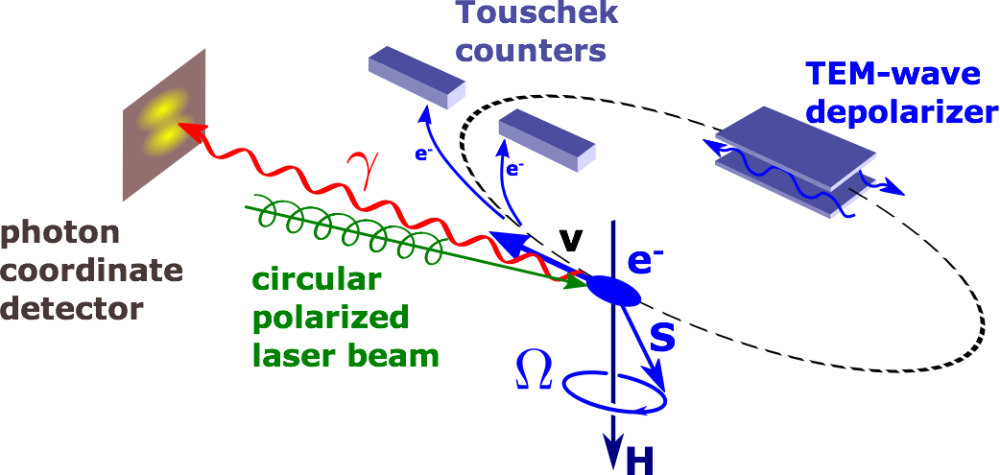 Touschek
counters
TEM-wave
depolarizer
e-
e-
γ
photon
coordinate
detector
v
e-
circular
polarized
laser beam
S
Ω
H